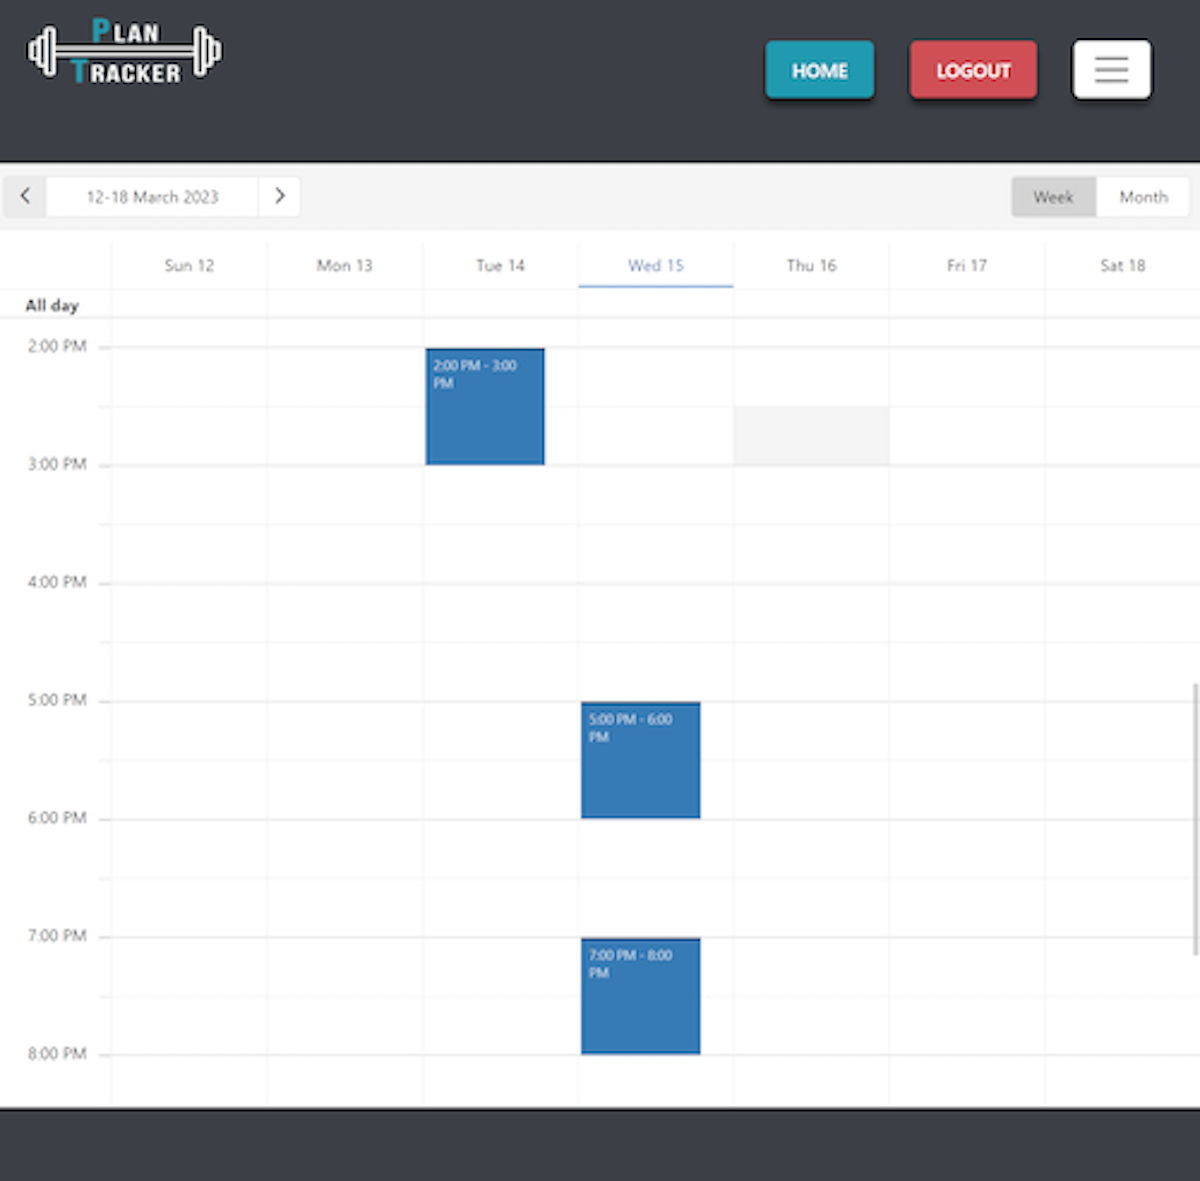 PLAN
TRACKER
HOME
LOGOUT
12-18 March 2023
Week
Month
Sun 12
Mon 13
Tue 14
Wed 15
Thu 16
Fri 17
Sat 18
All day
2:00 PM
2:00 PM - 3:00
PM
3:00 PM
4:00 PM
5:00 PM
5:00 PM - 6:00
PM
6:00 PM
7:00 PM
7:00 PM - 8:00
PM
8:00 PM